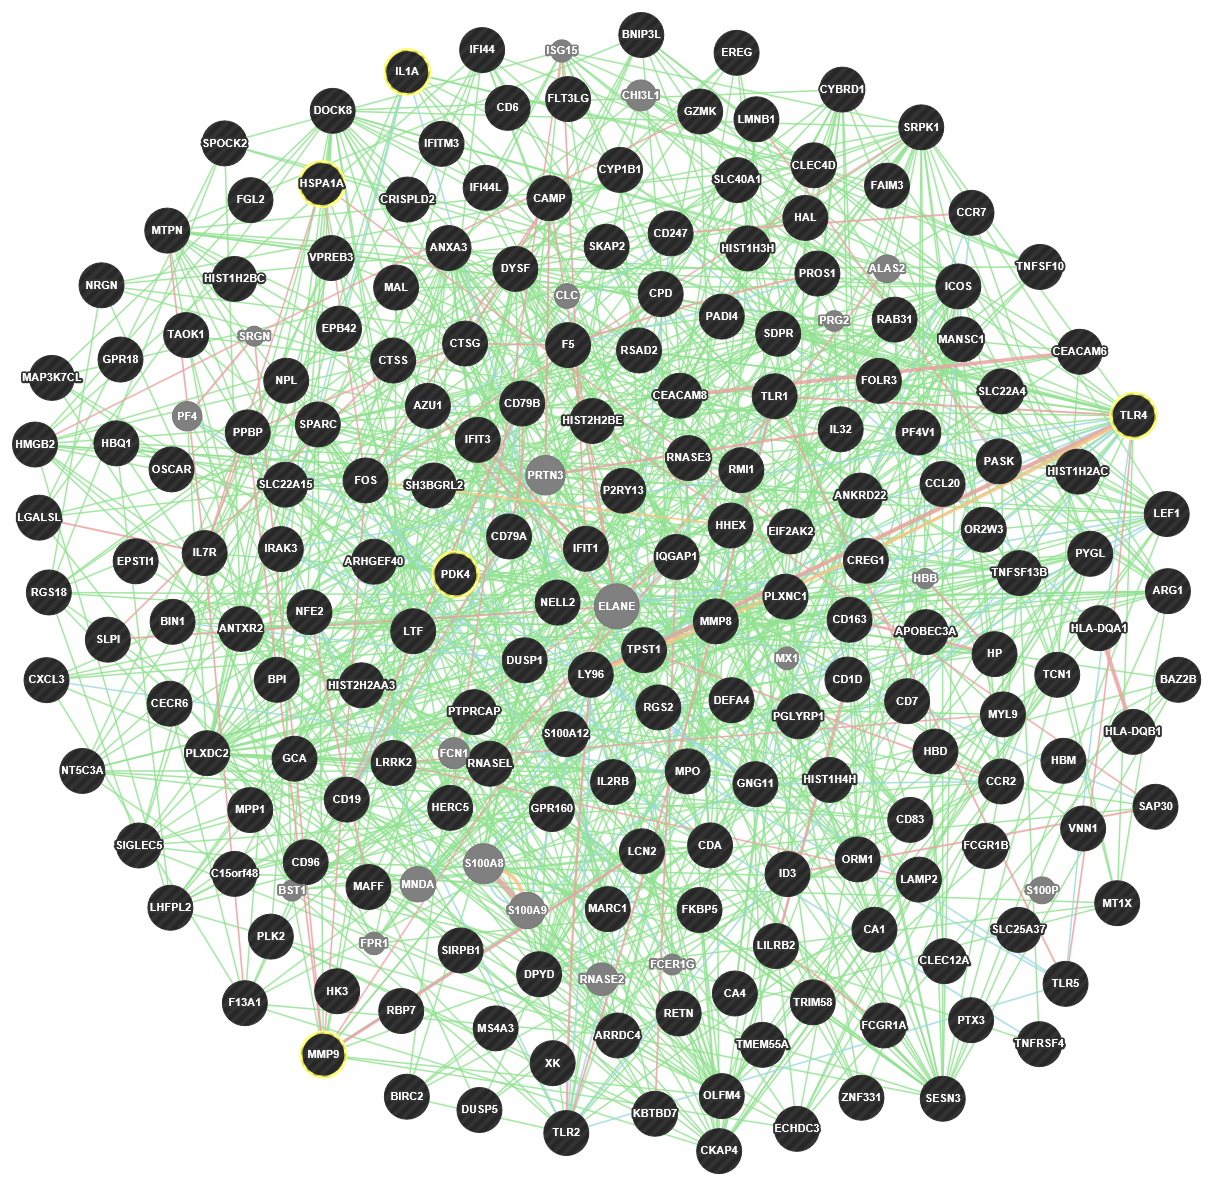 BNIP3L
IFI44
ISG15
EREG
IL1A
CYBRD1
CHI3L1
FLT3LG
CD6
DOCK8
GZMK
LMNB1
SRPK1
SPOCK2
IFITM3
CLEC4D
CYP1B1
SLC40A1
HSPA1A
FAIM3
IFI44L
CRISPLD2
CAMP
FGL2
CCR7
HAL
MTPN
CD247
SKAP2
ANXA3
HIST1H3H
VPREB3
TNFSF10
DYSF
ALAS2
PROS1
HIST1H2BC
NRGN
MAL
ICOS
CPD
CLC
PADI4
PRG2
RAB31
EPB42
SDPR
TAOK1
SRGN
MANSC1
CTSG
F5
RSAD2
CEACAM6
GPR18
CTSS
MAP3K7CL
NPL
FOLR3
SLC22A4
CEACAM8
TLR1
CD79B
AZU1
TLR4
PF4
HIST2H2BE
SPARC
IL32
PPBP
PF4V1
IFIT3
HBQ1
HMGB2
RNASE3
PASK
OSCAR
RMI1
HIST1H2AC
PRTN3
FOS
SLC22A15
SH3BGRL2
CCL20
P2RY13
ANKRD22
LGALSL
LEF1
HHEX
EIF2AK2
OR2W3
CD79A
IRAK3
IFIT1
IL7R
PYGL
IQGAP1
EPSTI1
ARHGEF40
CREG1
TNFSF13B
PDK4
HBB
RGS18
ARG1
PLXNC1
NELL2
ELANE
NFE2
CD163
BIN1
MMP8
ANTXR2
HLA-DQA1
LTF
APOBEC3A
SLPI
TPST1
HP
MX1
DUSP1
LY96
TCN1
CXCL3
BPI
CD1D
BAZ2B
HIST2H2AA3
DEFA4
CD7
CECR6
RGS2
PTPRCAP
PGLYRP1
MYL9
HLA-DQB1
S100A12
PLXDC2
FCN1
HBD
GCA
LRRK2
RNASEL
HBM
NT5C3A
MPO
IL2RB
GNG11
HIST1H4H
CCR2
CD19
SAP30
MPP1
HERC5
GPR160
CD83
VNN1
SIGLEC5
CDA
FCGR1B
LCN2
CD96
S100A8
ORM1
C15orf48
ID3
LAMP2
BST1
MAFF
MNDA
S100P
LHFPL2
MARC1
FKBP5
S100A9
MT1X
CA1
SLC25A37
PLK2
FPR1
SIRPB1
LILRB2
CLEC12A
FCER1G
DPYD
RNASE2
TLR5
HK3
CA4
F13A1
TRIM58
RBP7
RETN
PTX3
FCGR1A
MS4A3
ARRDC4
TMEM55A
TNFRSF4
MMP9
XK
BIRC2
OLFM4
ZNF331
SESN3
DUSP5
KBTBD7
ECHDC3
TLR2
CKAP4